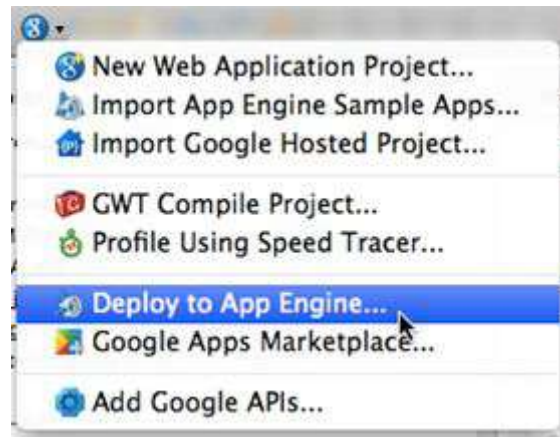 New Web Application Project...
Import App Engine Sample Apps...
Import Google Hosted Project...
GWT Compile Project...
Profile Using Speed Tracer...
Deploy to App Engine...
Google Apps Marketplace...
Add Google APIs...